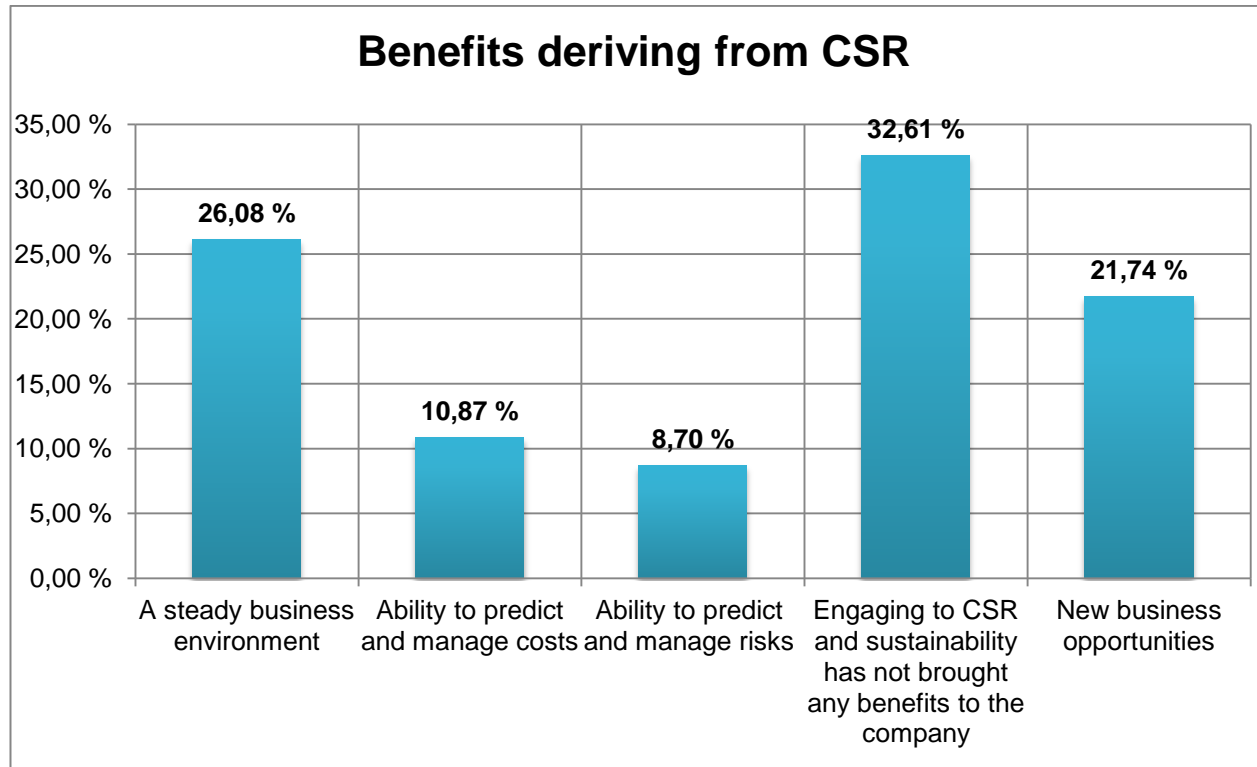 Benefits deriving from CSR
35,00 %
30,00 %
25,00 %
20,00 %
15,00 %
10,00 %
5,00 %
0,00 %
26,08 %
10,87 %
8,70 %
32,61 %
21,74 %
A steady business
environment
Ability to predict
and manage costs
Ability to predict
and manage risks
Engaging to CSR
and sustainability
has not brought
any benefits to the
company
New business
opportunities